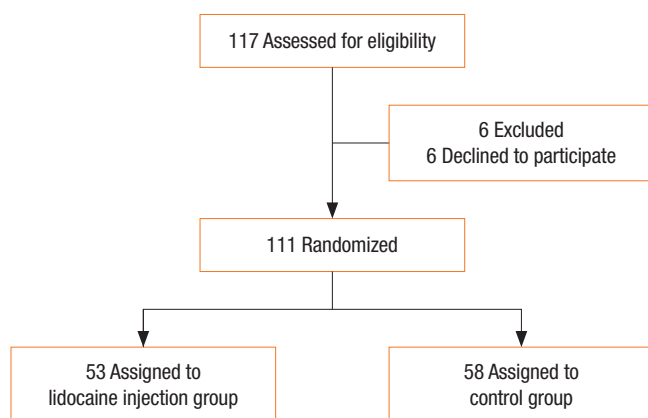 117 Assessed for eligibility
6 Excluded
6 Declined to participate
111 Randomized
53 Assigned to
lidocaine injection group
58 Assigned to
control group